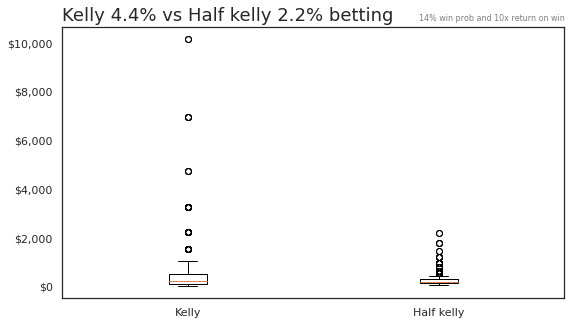 Kelly 4.4% vs Half kelly 2.2% betting
14% win prob and 10x return on win
$10,000
$8,000
$6,000
$4,000
$2,000
$0
Kelly
Half kelly